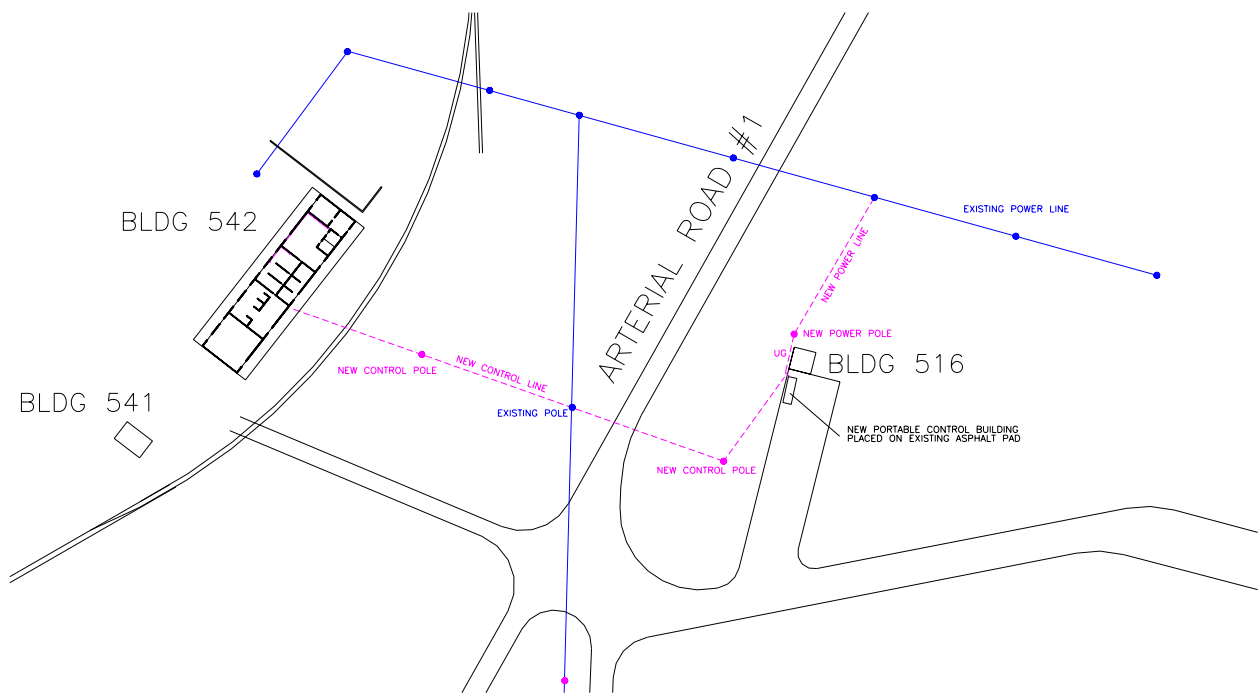 ARTERIAL ROAD #1
EXISTING POWER LINE
BLDG 542
NEW POWER LINE
NEW POWER POLE
UG
BLDG 516
NEW CONTROL POLE
NEW CONTROL LINE
BLDG 541
EXISTING POLE
NEW PORTABLE CONTROL BUILDING
PLACED ON EXISTING ASPHALT PAD
NEW CONTROL POLE